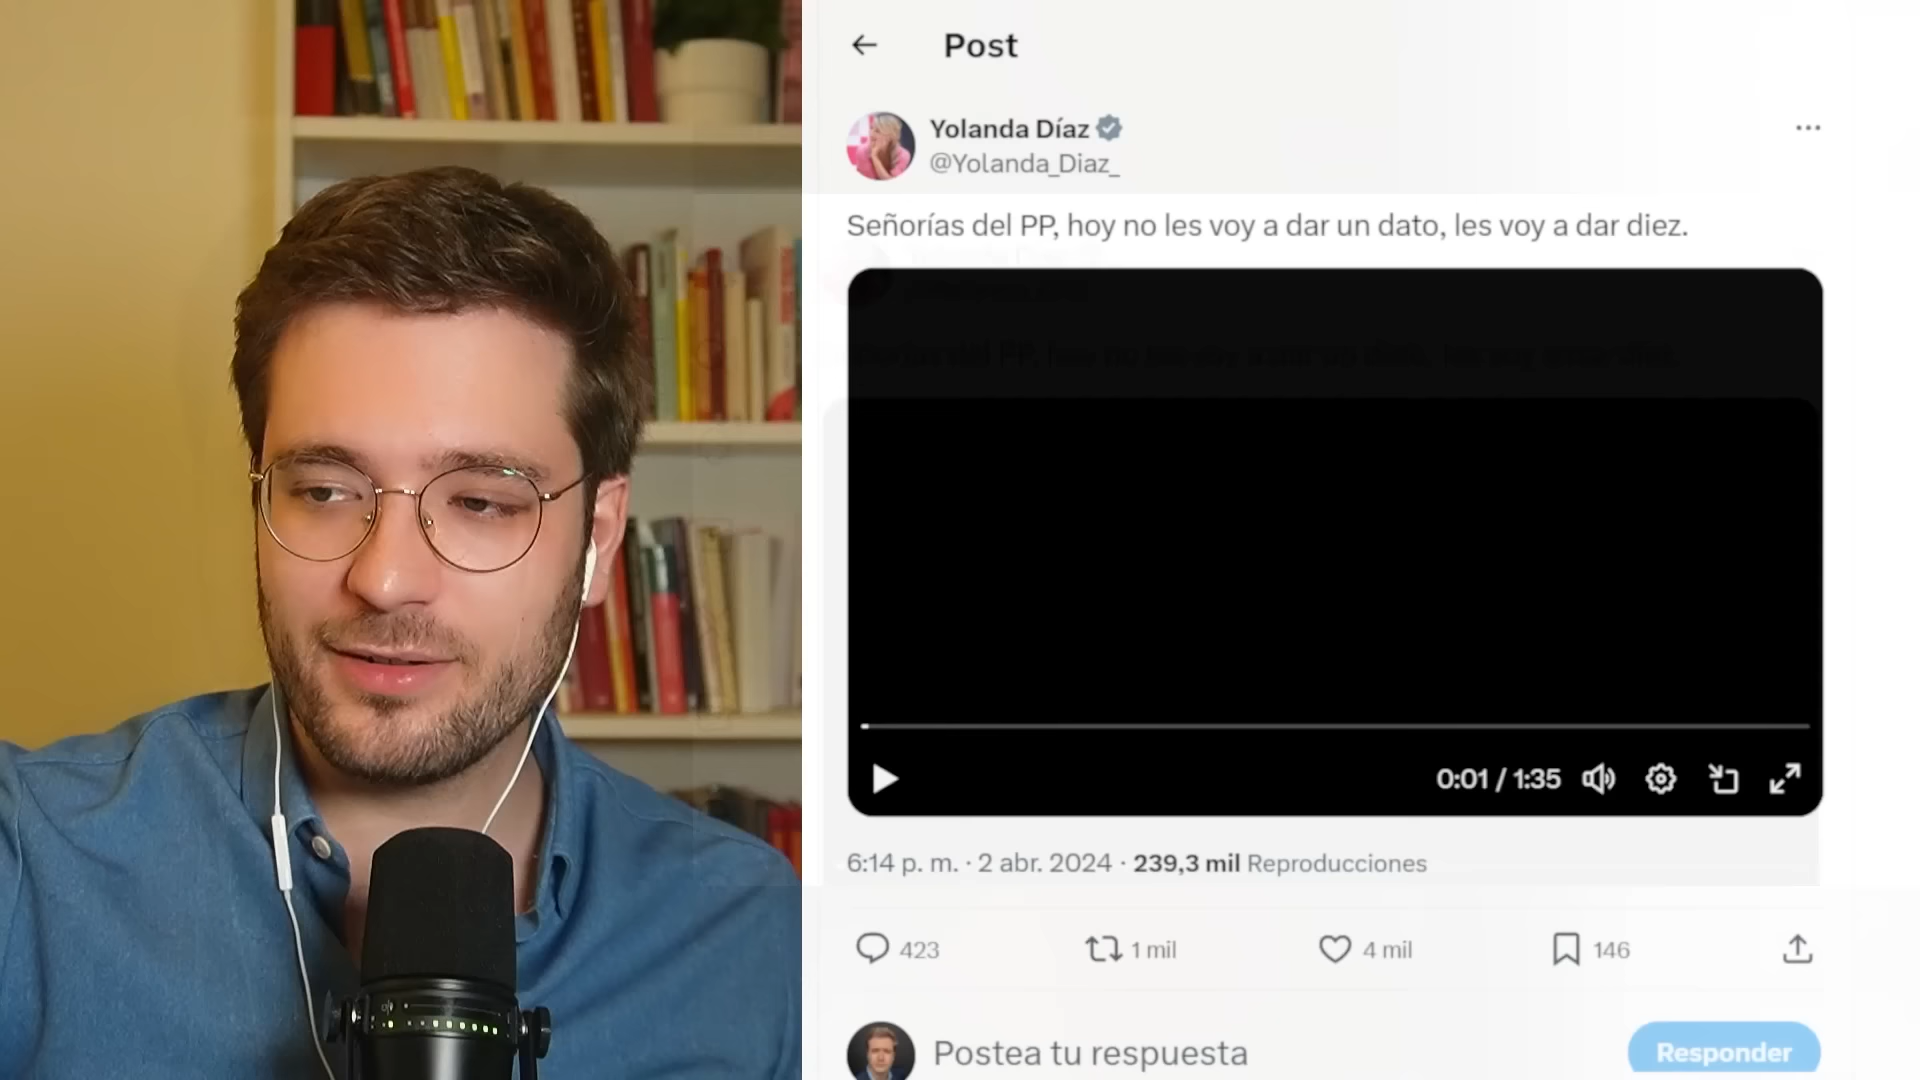 Post
Yolanda Díaz
@Yolanda_Diaz_
Señorías del PP, hoy no les voy a dar un dato, les voy a dar diez.
0:01 / 1:35
6:14 p. m. · 2 abr. 2024 · 239,3 mil Reproducciones
423
1 mil
4 mil
146
Postea tu respuesta
Responder